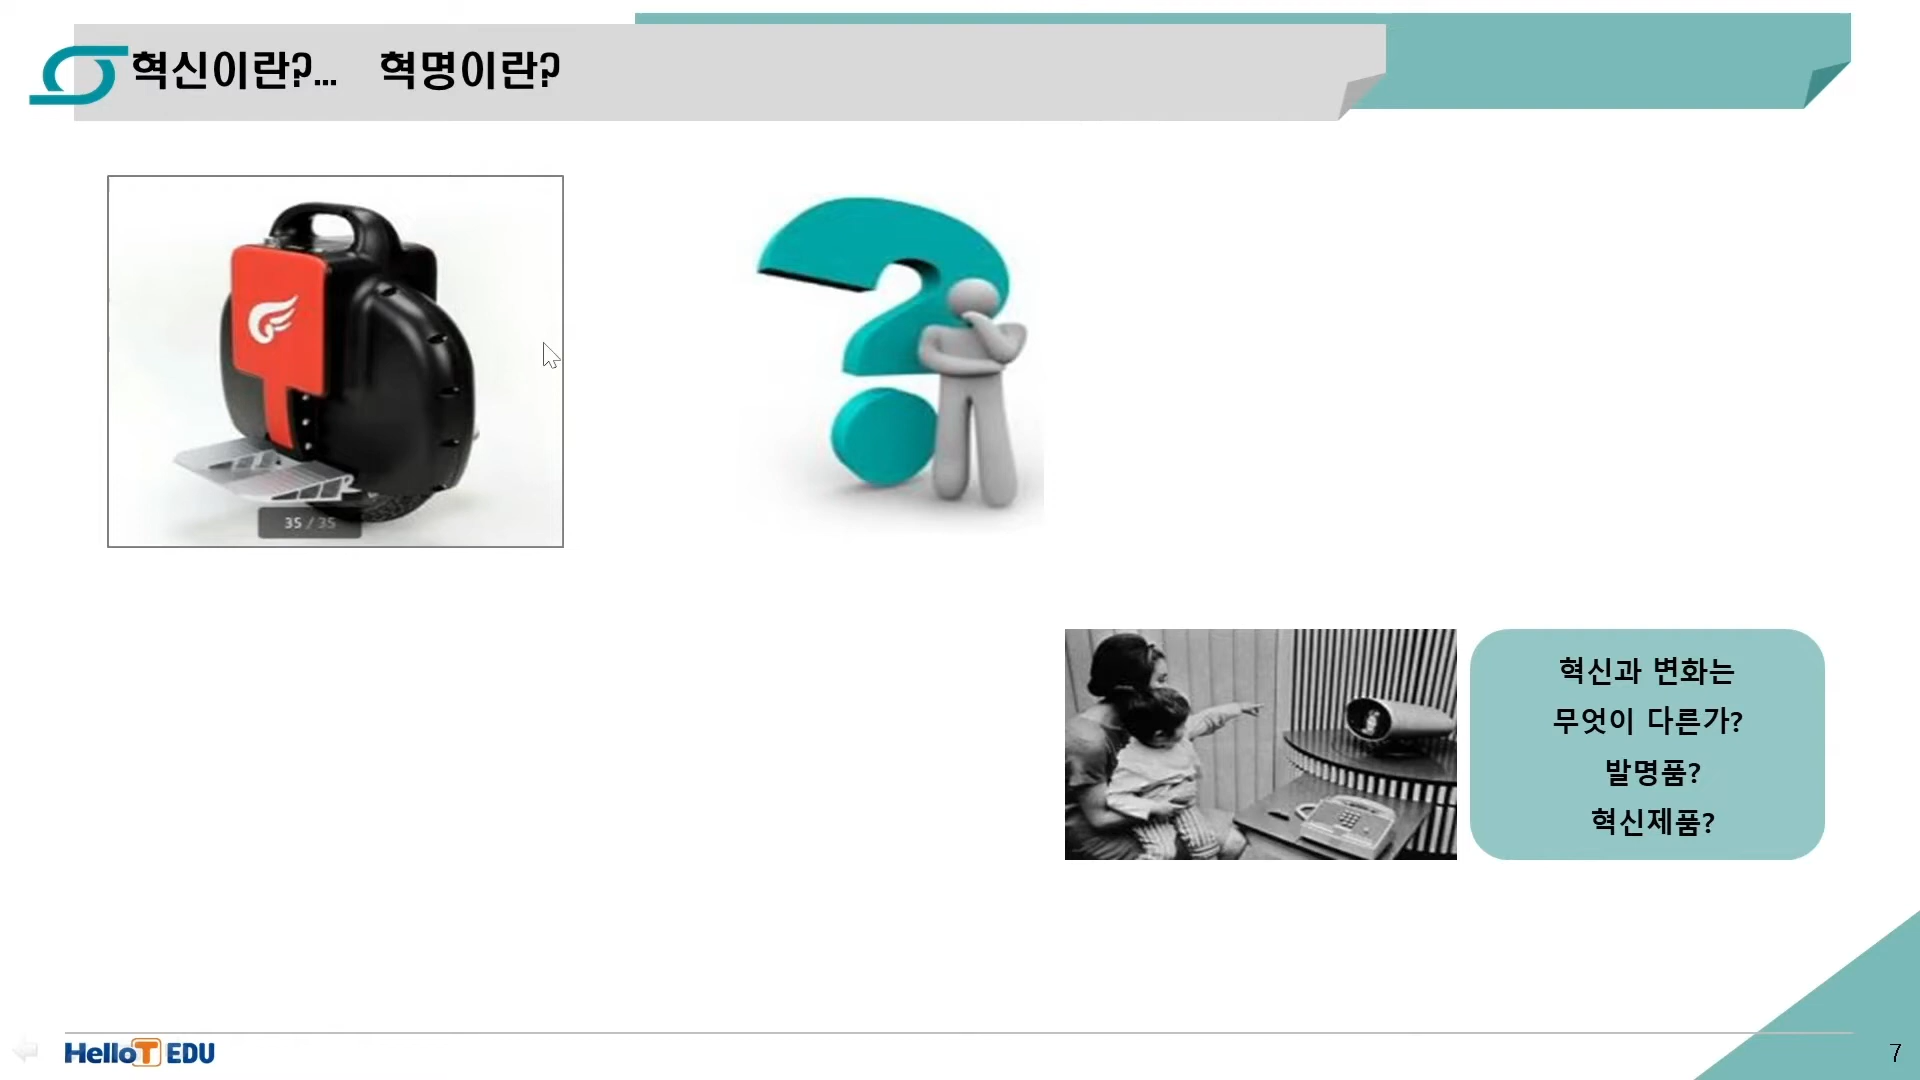 혁신이란?... 혁명이란?
35 / 35
혁신과 변화는
무엇이 다른가?
발명품?
혁신제품?
HelloT EDU
7